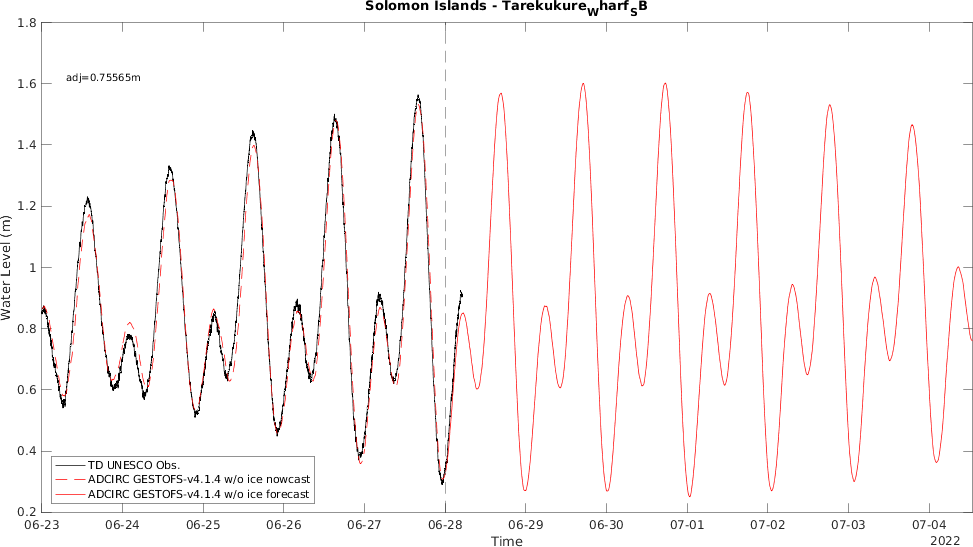 Solomon Islands - TarekukureWharfSB
1.8
1.6
adj=0.75565m
1.4
1.2
1
0.8
0.6
0.4
0.2
Water Level (m)
TD UNESCO Obs.
ADCIRC GESTOFS-v4.1.4 w/o ice nowcast
ADCIRC GESTOFS-v4.1.4 w/o ice forecast
06-23 06-24 06-25 06-26 06-27 06-28 06-29 06-30 07-01 07-02 07-03 07-04
Time
2022